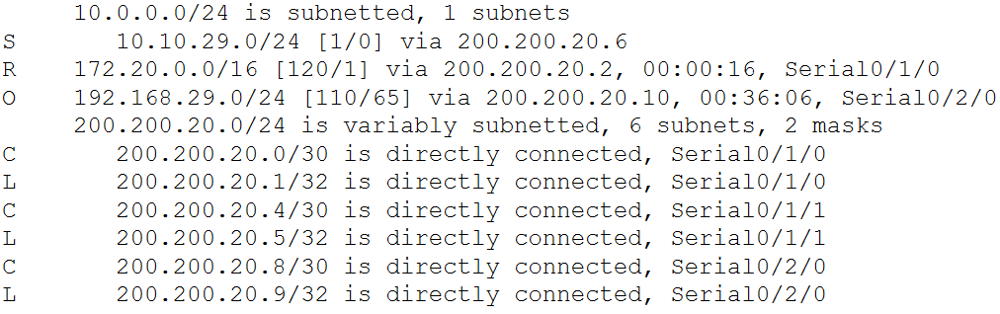 10.0.0.0/24 is subnetted, 1 subnets
S 10.10.29.0/24 [1/0] via 200.200.20.6
R 172.20.0.0/16 [120/1] via 200.200.20.2, 00:00:16, Serial0/1/0
O 192.168.29.0/24 [110/65] via 200.200.20.10, 00:36:06, Serial0/2/0
200.200.20.0/24 is variably subnetted, 6 subnets, 2 masks
C 200.200.20.0/30 is directly connected, Serial0/1/0
L 200.200.20.1/32 is directly connected, Serial0/1/0
C 200.200.20.4/30 is directly connected, Serial0/1/1
L 200.200.20.5/32 is directly connected, Serial0/1/1
C 200.200.20.8/30 is directly connected, Serial0/2/0
L 200.200.20.9/32 is directly connected, Serial0/2/0